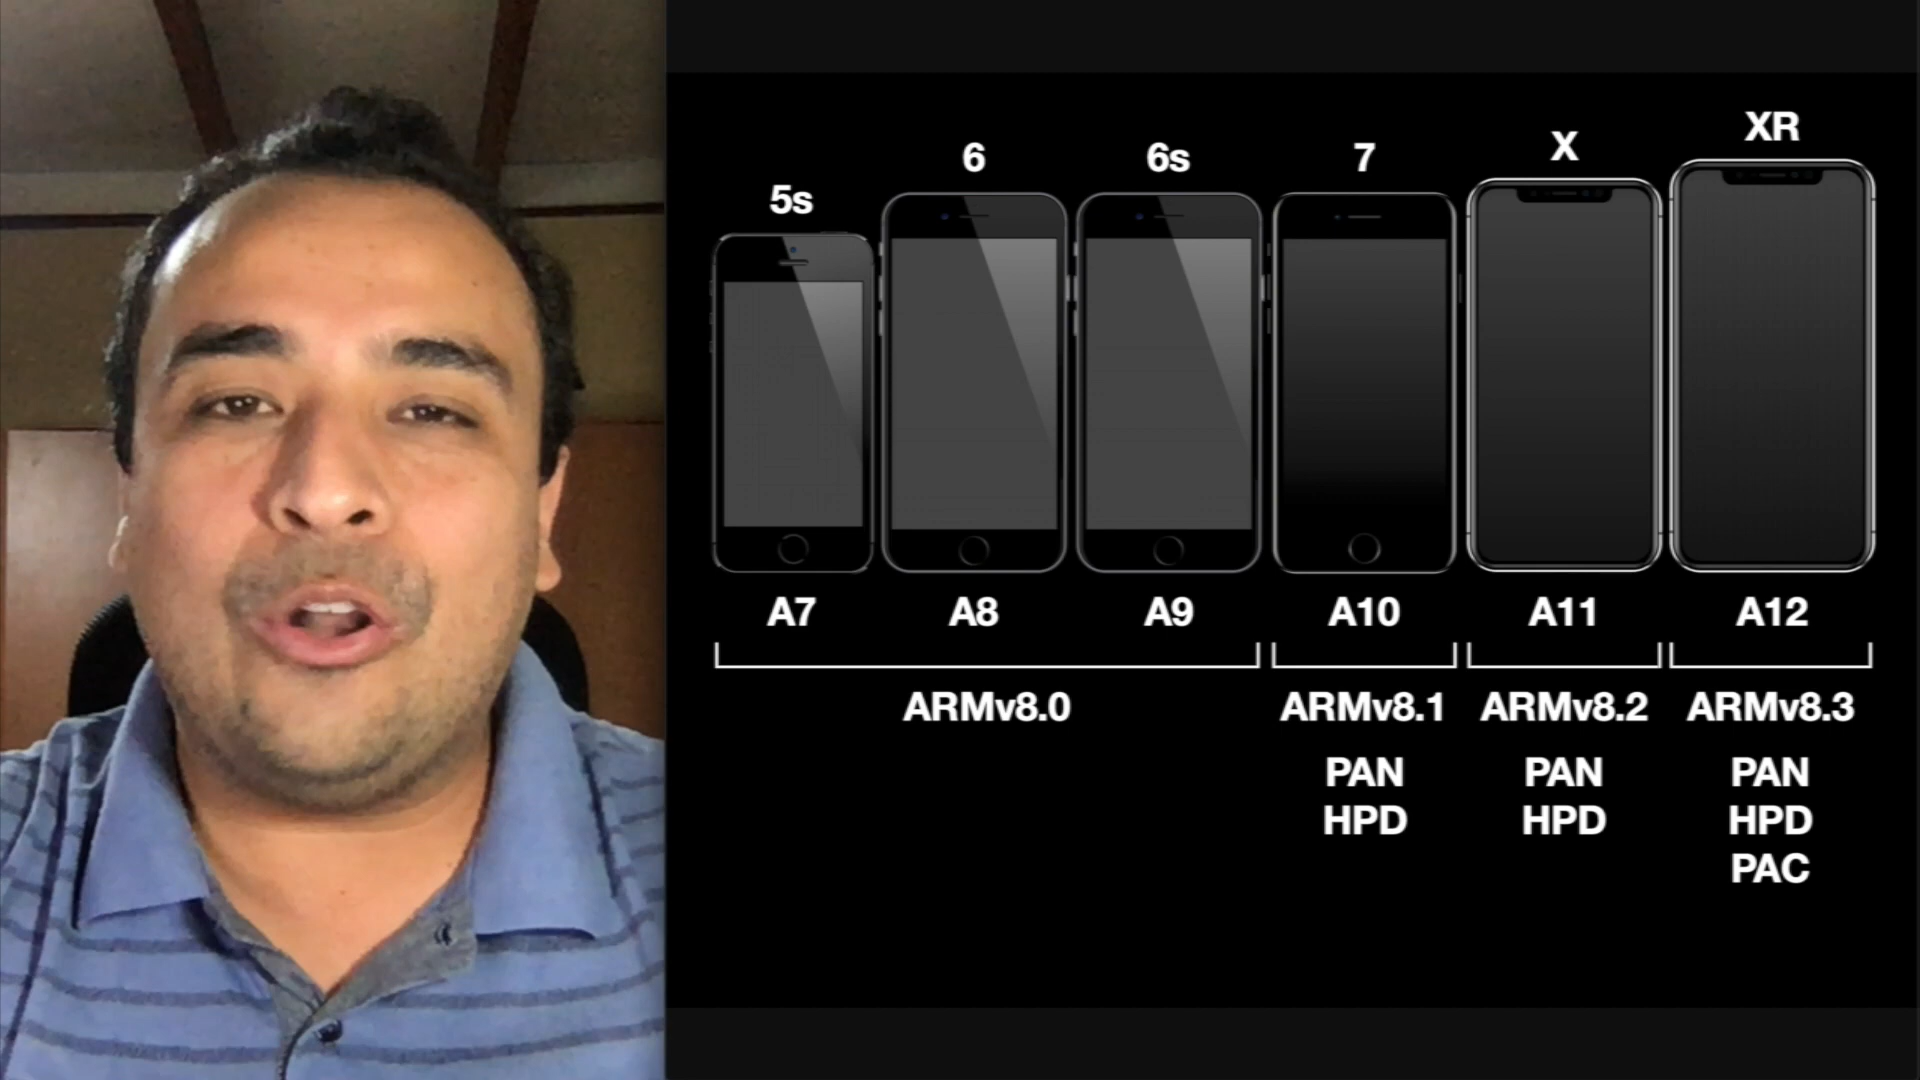 5s 6 6s 7 X XR
A7 A8 A9 A10 A11 A12
ARMv8.0 ARMv8.1 ARMv8.2 ARMv8.3
PAN PAN PAN
HPD HPD HPD
PAC